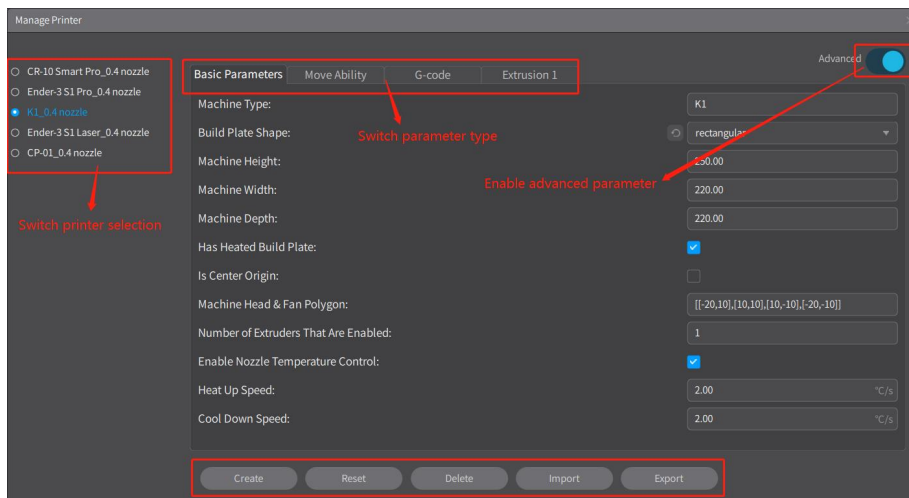 Manage Printer
Advanced
CR-10 Smart Pro_0.4 nozzle
Ender-3 S1 Pro_0.4 nozzle
K1_0.4 nozzle
Ender-3 S1 Laser_0.4 nozzle
CP-01_0.4 nozzle
Switch printer selection
Basic Parameters Move Ability G-code Extrusion 1
Switch parameter type
Enable advanced parameter
Machine Type: K1
Build Plate Shape: rectangular
Machine Height: 250.00
Machine Width: 220.00
Machine Depth: 220.00
Has Heated Build Plate:
Is Center Origin:
Machine Head & Fan Polygon: [[-20,10],[10,10],[10,-10],[-20,-10]]
Number of Extruders That Are Enabled: 1
Enable Nozzle Temperature Control:
Heat Up Speed: 2.00 °C/s
Cool Down Speed: 2.00 °C/s
Create Reset Delete Import Export